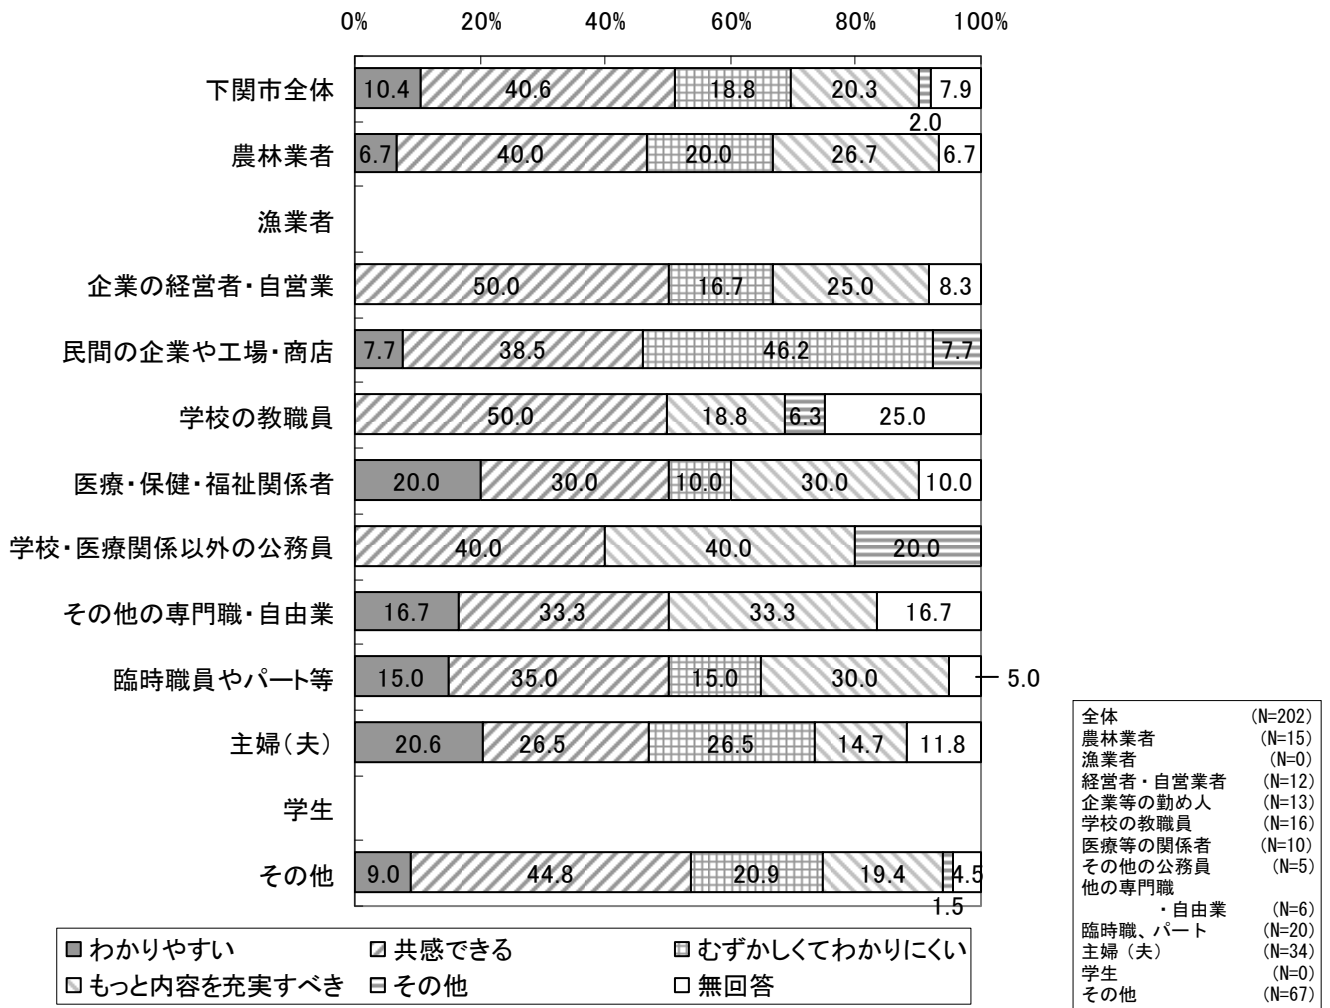 0% 20% 40% 60% 80% 100%
下関市全体 10.4 40.6 18.8 20.3 2.0 7.9
農林業者 6.7 40.0 20.0 26.7 6.7
漁業者
企業の経営者・自営業 50.0 16.7 25.0 8.3
民間の企業や工場・商店 7.7 38.5 46.2 7.7
学校の教職員 50.0 18.8 6.3 25.0
医療・保健・福祉関係者 20.0 30.0 10.0 30.0 10.0
学校・医療関係以外の公務員 40.0 40.0 20.0
その他の専門職・自由業 16.7 33.3 33.3 16.7
臨時職員やパート等 15.0 35.0 15.0 30.0 5.0
主婦(夫) 20.6 26.5 26.5 14.7 11.8
学生
その他 9.0 44.8 20.9 19.4 1.5 4.5
わかりやすい 共感できる むずかしくてわかりにくい
もっと内容を充実すべき その他 無回答
全体 (N=202)
農林業者 (N=15)
漁業者 (N=0)
経営者・自営業者 (N=12)
企業等の勤め人 (N=13)
学校の教職員 (N=16)
医療等の関係者 (N=10)
その他の公務員 (N=5)
他の専門職
・自由業 (N=6)
臨時職、パート (N=20)
主婦(夫) (N=34)
学生 (N=0)
その他 (N=67)